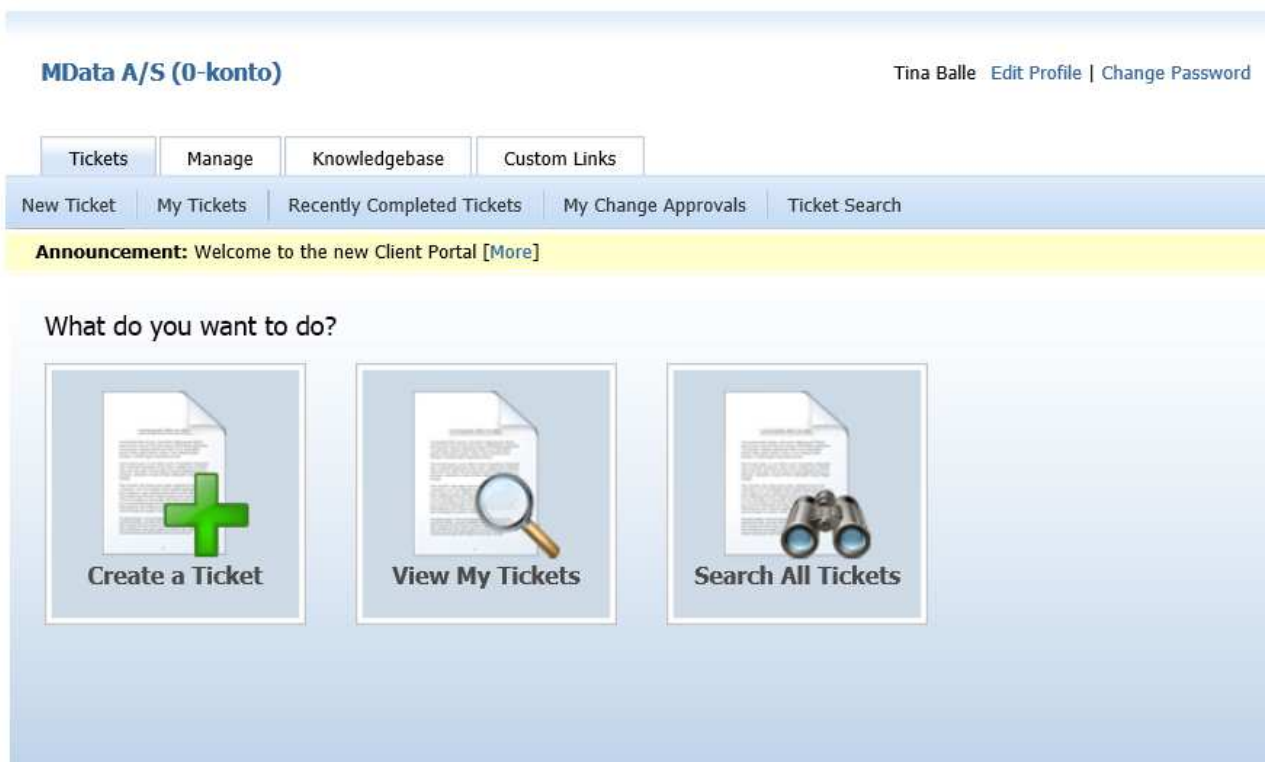 MData A/S (0-konto)
Tina Balle Edit Profile | Change Password
Tickets Manage Knowledgebase Custom Links
New Ticket My Tickets Recently Completed Tickets My Change Approvals Ticket Search
Announcement: Welcome to the new Client Portal [More]
What do you want to do?
Create a Ticket View My Tickets Search All Tickets